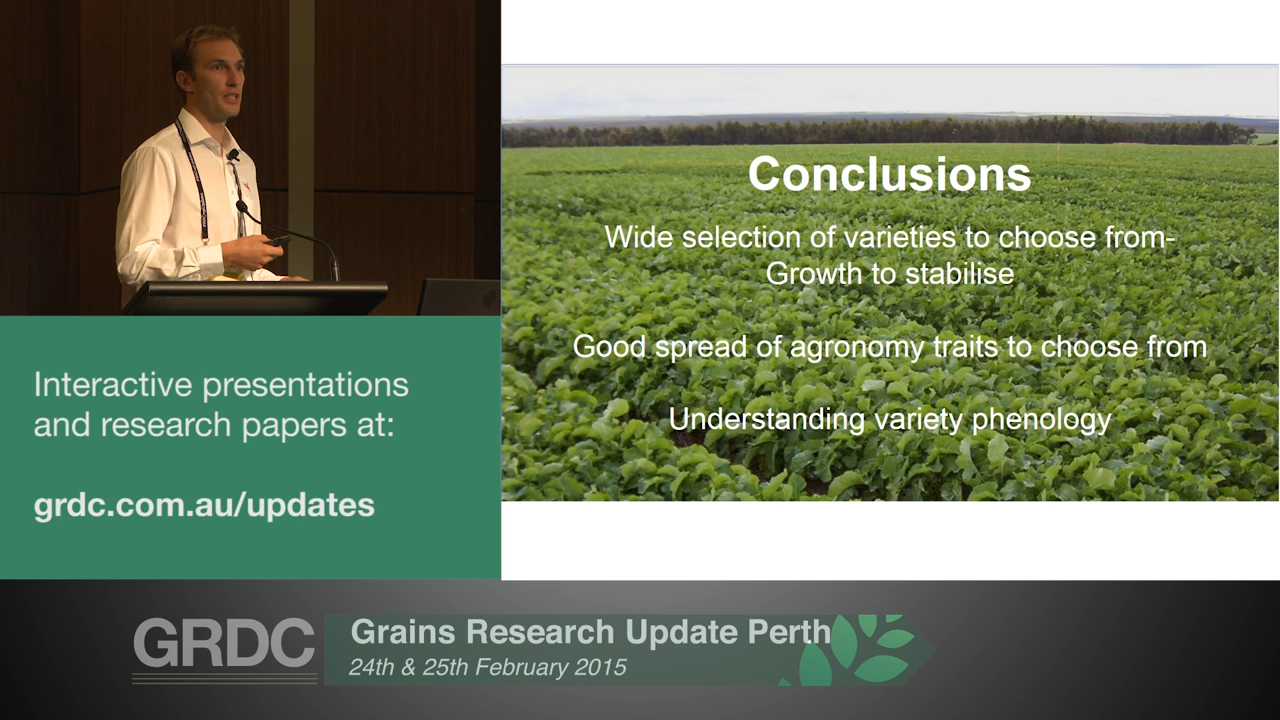 Conclusions
Wide selection of varieties to choose from-
Growth to stabilise
Good spread of agronomy traits to choose from
Understanding variety phenology
Interactive presentations
and research papers at:
grdc.com.au/updates
GRDC
Grains Research Update Perth
24th & 25th February 2015